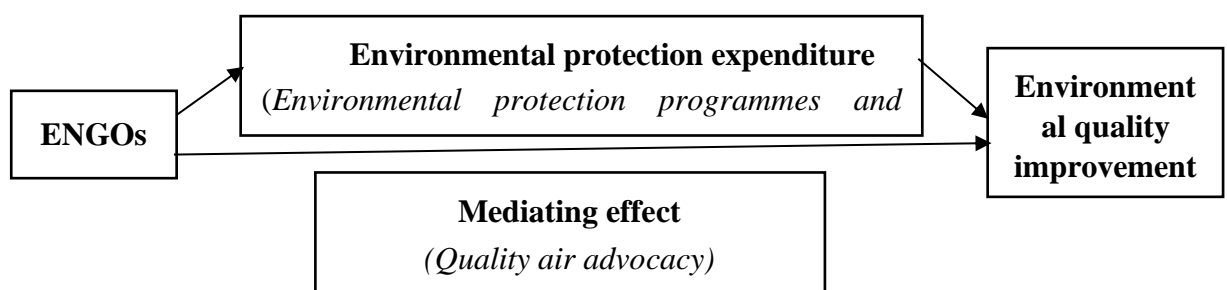 Environmental protection expenditure
(Environmental protection programmes and
ENGOs
Environment
al quality
improvement
Mediating effect
(Quality air advocacy)